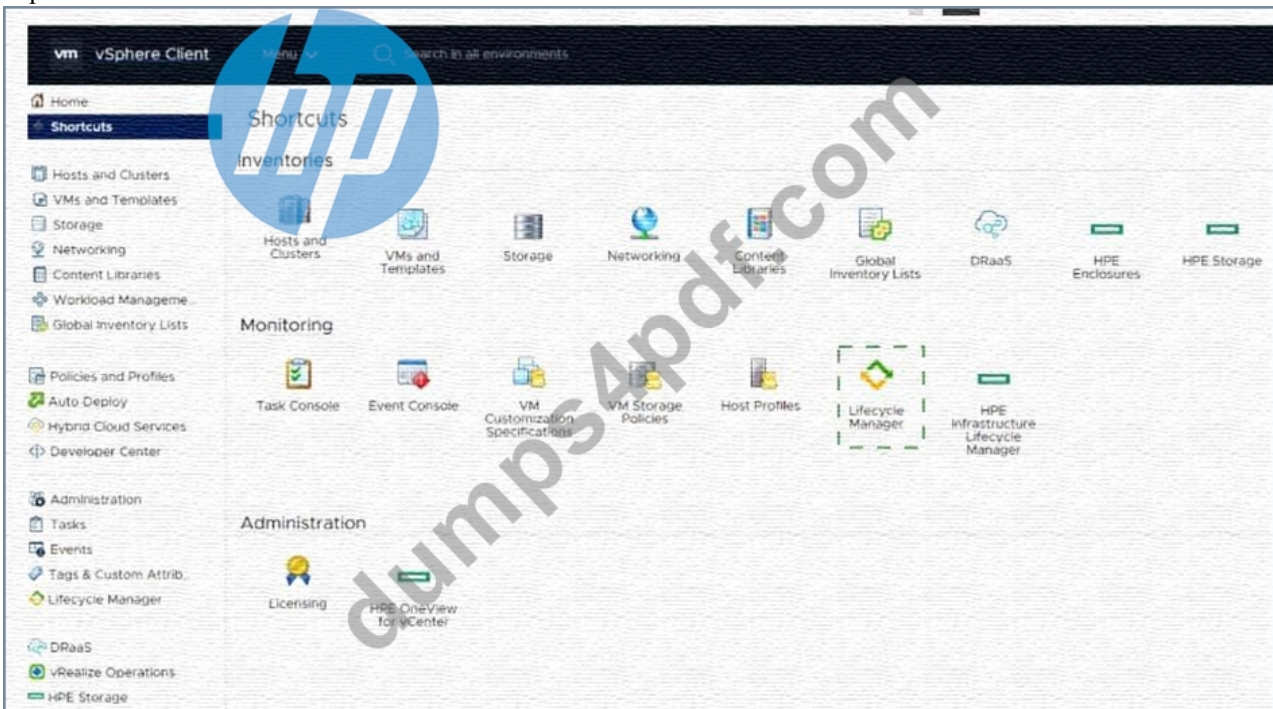 vm vSphere Client Menu Search in all environments
hp
Home
Shortcuts
Hosts and Clusters
VMs and Templates
Storage
Networking
Content Libraries
Workload Manageme..
Global Inventory Lists
Policies and Profiles
Auto Deploy
Hybrid Cloud Services
Developer Center
Administration
Tasks
Events
Tags & Custom Attrib..
Lifecycle Manager
DRaaS
vRealize Operations
HPE Storage
Shortcuts
Inventories
Hosts and
Clusters
VMs and
Templates
Storage
Networking
Content
Libraries
Global
Inventory Lists
DRaaS
HPE
Enclosures
HPE Storage
Monitoring
Task Console
Event Console
VM
Customization
Specifications
VM Storage
Policies
Host Profiles
Lifecycle
Manager
HPE
Infrastructure
Lifecycle
Manager
Administration
Licensing
HPE OneView
for vCenter
dumps4pdf.com